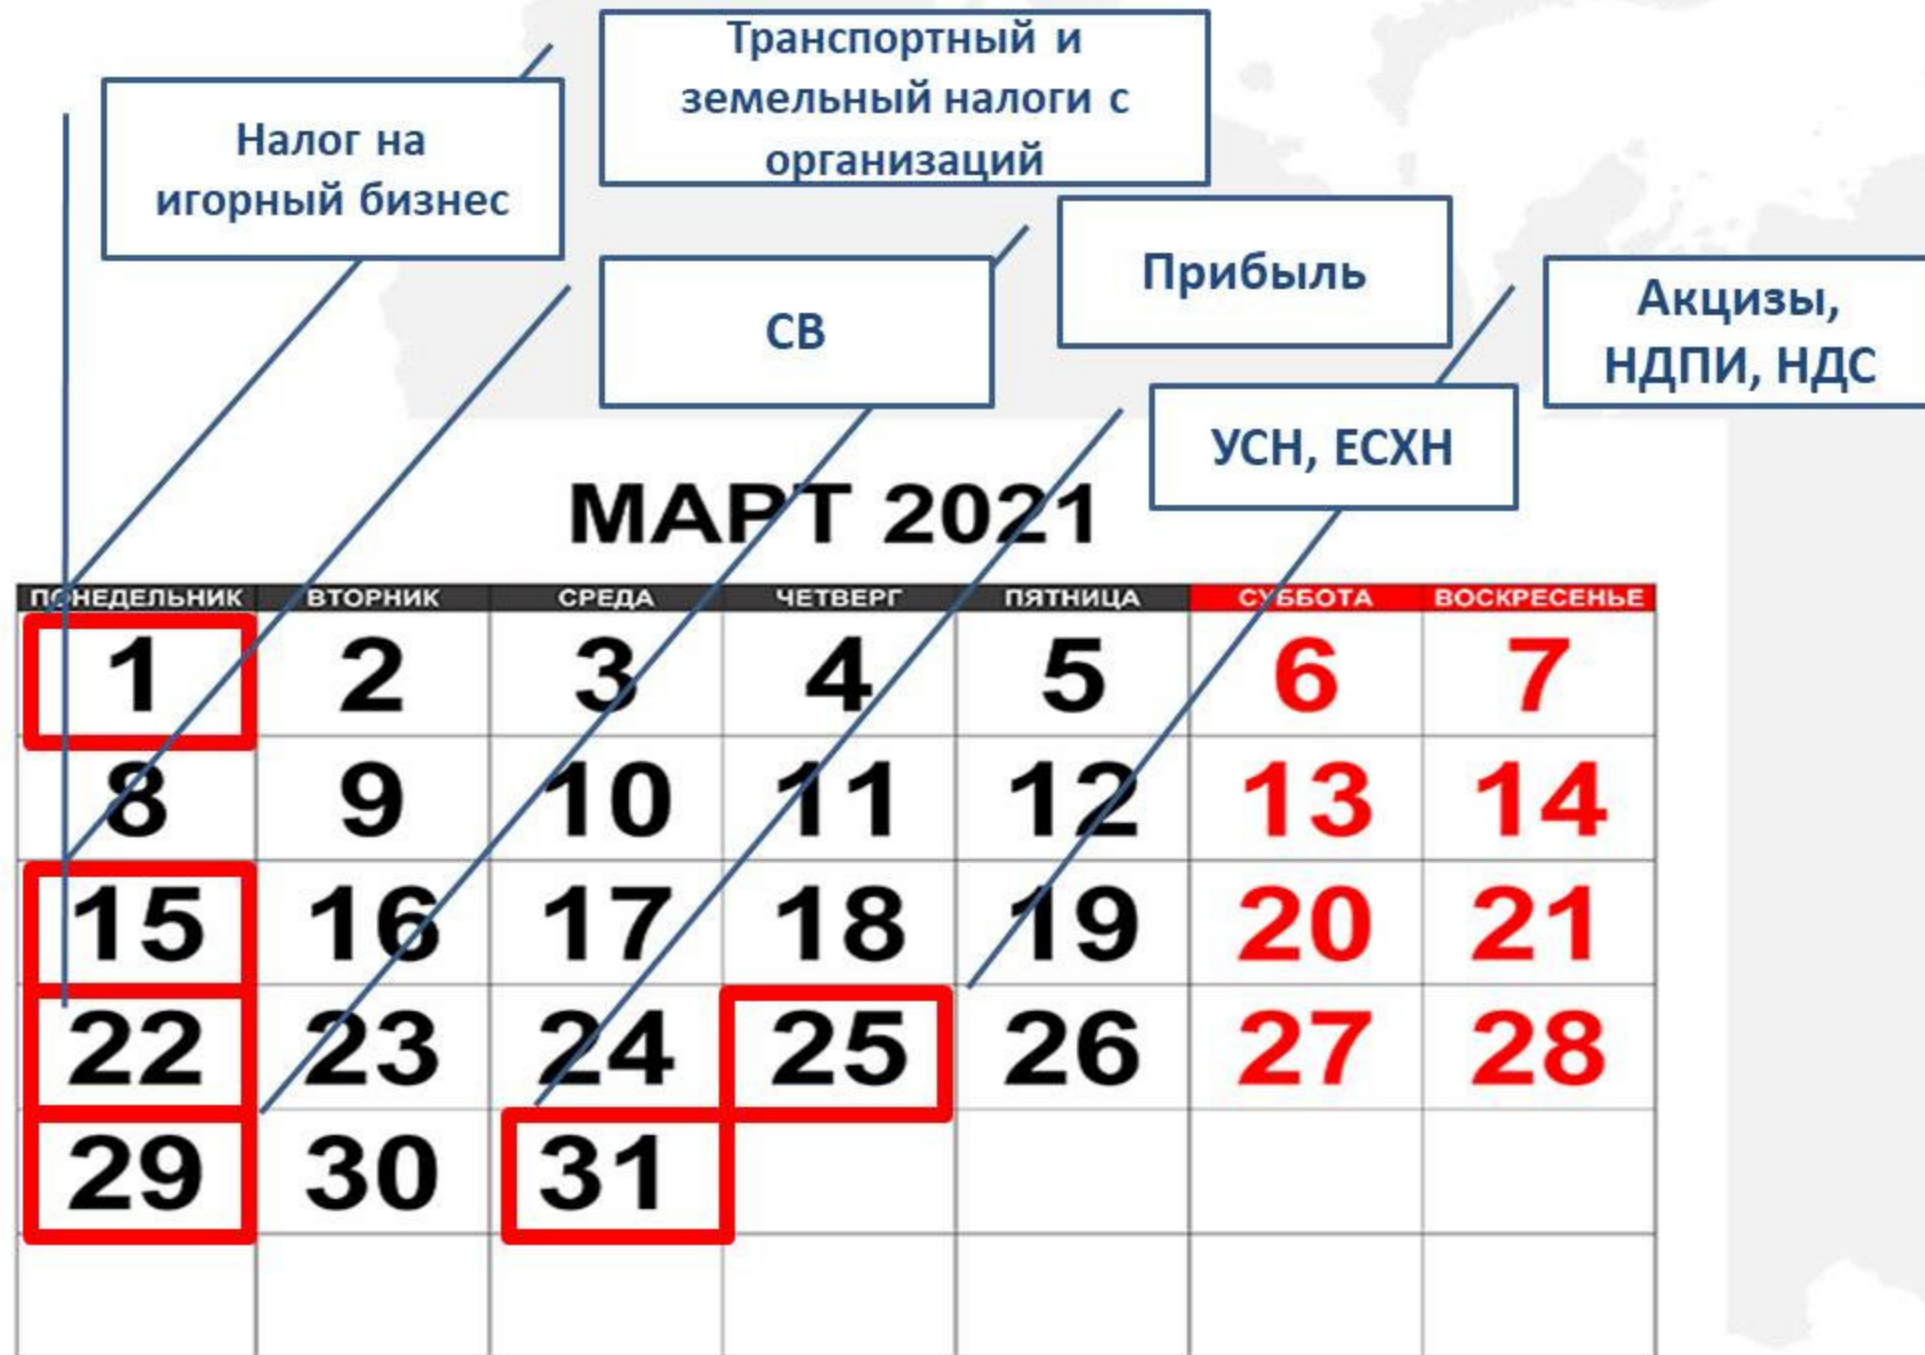 Транспортный и
земельный налоги с
организаций
Налог на
игорный бизнес
Прибыль
СВ
Акцизы,
НДПИ, НДС
УСН, ЕСХН
МАРТ 2021
ПОНЕДЕЛЬНИК ВТОРНИК СРЕДА ЧЕТВЕРГ ПЯТНИЦА СУББОТА ВОСКРЕСЕНЬЕ
1 2 3 4 5 6 7
8 9 10 11 12 13 14
15 16 17 18 19 20 21
22 23 24 25 26 27 28
29 30 31